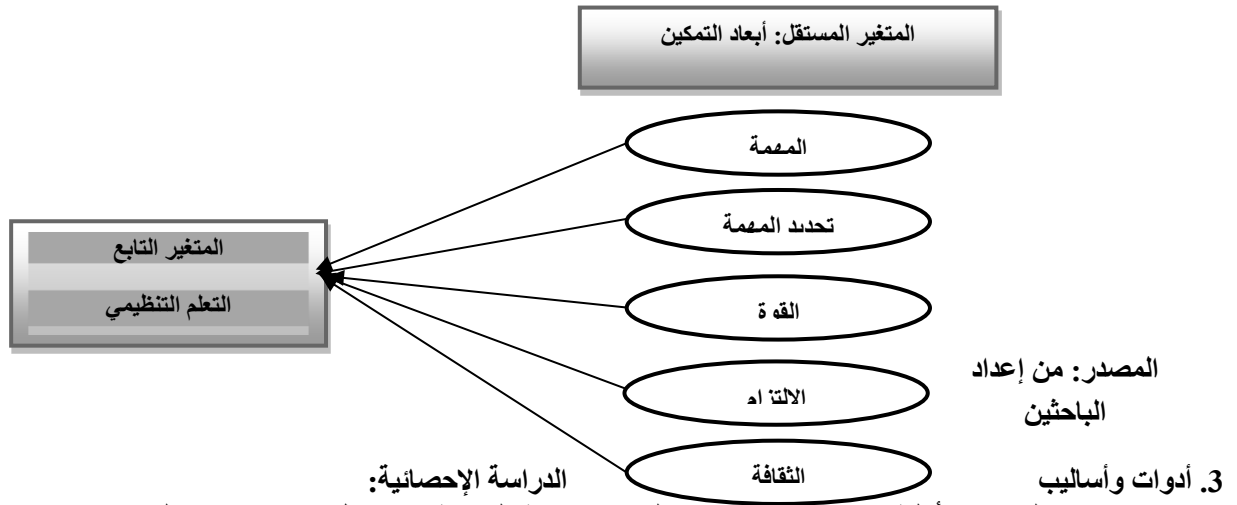 المتغير المستقل: أبعاد التمكين
المهمة
تحديد المهمة
المتغير التابع
التعلم التنظيمي
القوة
المصدر: من إعداد
الباحثين
الالتزام
الثقافة
3. أدوات وأساليب الدراسة الإحصائية: